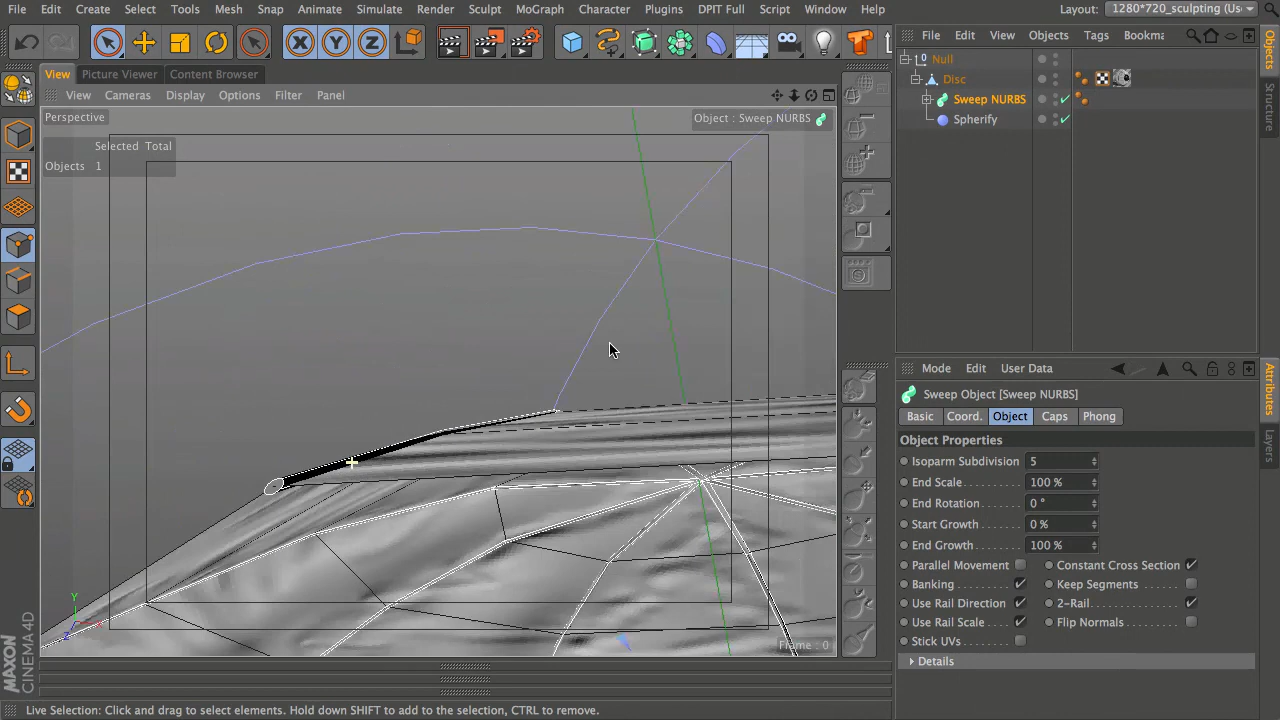 File Edit Create Select Tools Mesh Snap Animate Simulate Render Sculpt MoGraph Character Plugins DPIT Full Script Window Help Layout: 1280*720_sculpting (Us
X Y Z
View Picture Viewer Content Browser
View Cameras Display Options Filter Panel
Perspective
Object : Sweep NURBS
Selected Total
Objects 1
Y
X
Z
Frame : 0
File Edit View Objects Tags Bookma
Null
Disc
Sweep NURBS
Spherify
Objects
Structure
Mode Edit User Data
Sweep Object [Sweep NURBS]
Basic Coord. Object Caps Phong
Object Properties
Isoparm Subdivision 5
End Scale 100 %
End Rotation 0 °
Start Growth 0 %
End Growth 100 %
Parallel Movement Constant Cross Section
Banking Keep Segments
Use Rail Direction 2-Rail
Use Rail Scale Flip Normals
Stick UVs
Details
Attributes
Layers
MAXON
CINEMA 4D
Live Selection: Click and drag to select elements. Hold down SHIFT to add to the selection, CTRL to remove.